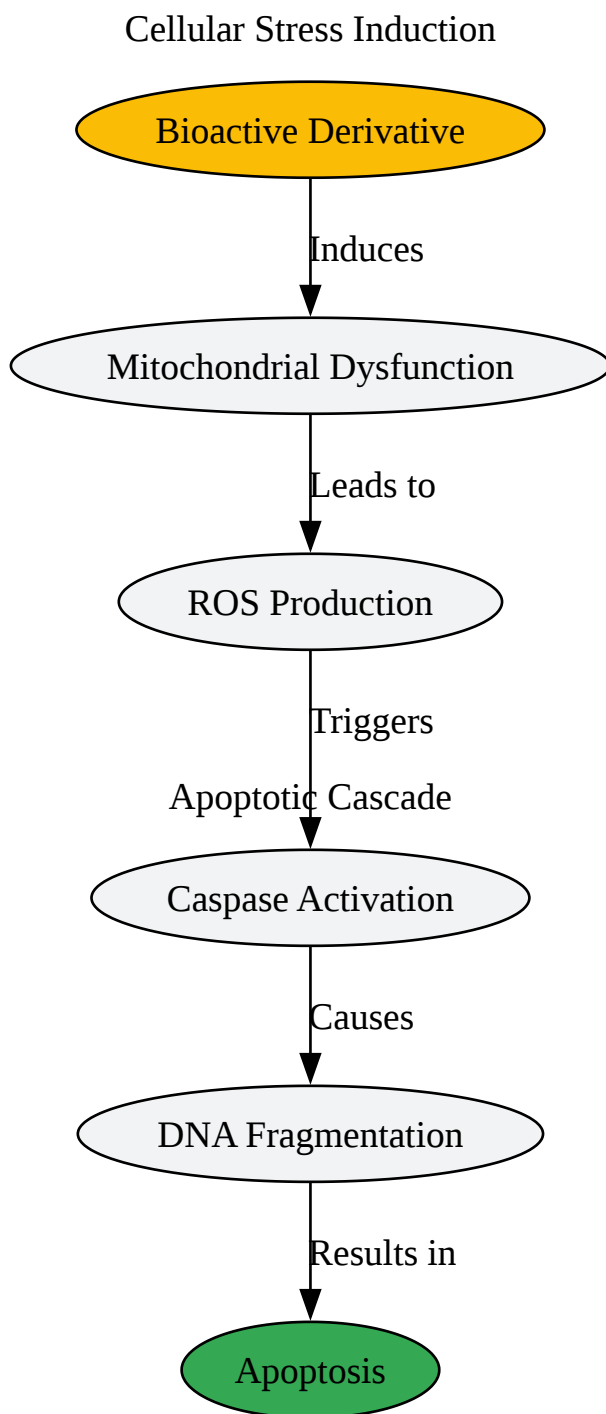 Cellular Stress Induction
Bioactive Derivative
Induces
Mitochondrial Dysfunction
Leads to
ROS Production
Triggers
Apoptotic Cascade
Caspase Activation
Causes
DNA Fragmentation
Results in
Apoptosis